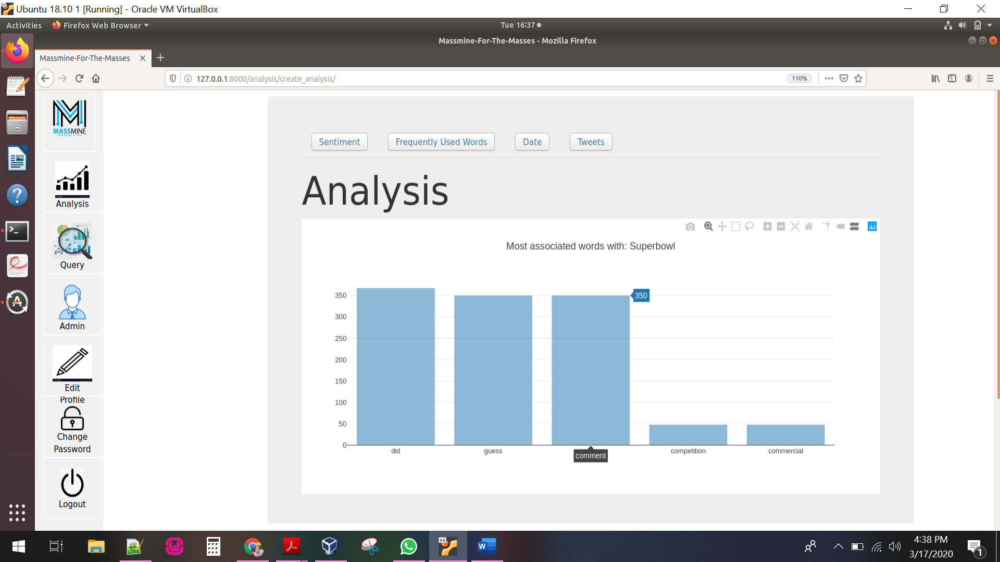 Ubuntu 18.10 1 [Running] - Oracle VM VirtualBox
Activities
Firefox Web Browser
Tue 16:37
Massmine-For-The-Masses - Mozilla Firefox
Massmine-For-The-Masses
127.0.0.1:8000/analysis/create_analysis/
110%
MASSMINE
Analysis
Query
Admin
Edit
Profile
Change
Password
Logout
Sentiment
Frequently Used Words
Date
Tweets
Analysis
Most associated words with: Superbowl
350
300
250
200
150
100
50
0
350
did
guess
comment
competition
commercial
64
W
4:38 PM
3/17/2020
1